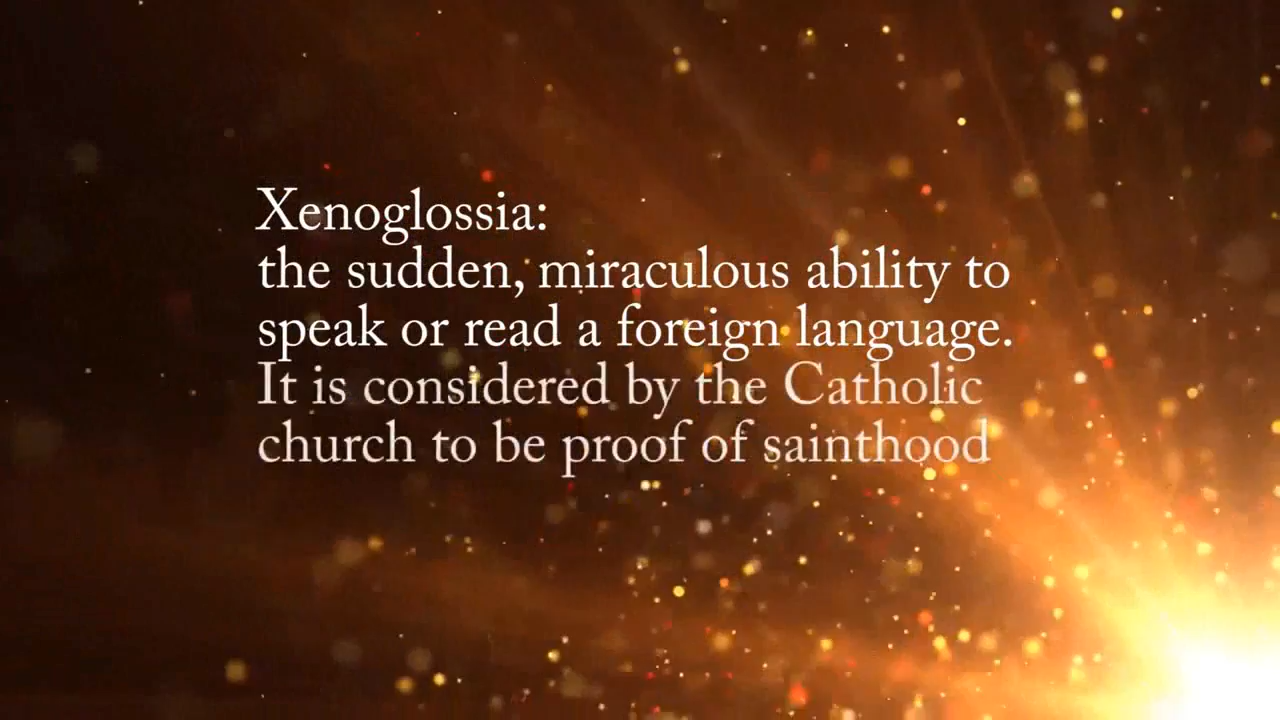 Xenoglossia:
the sudden, miraculous ability to
speak or read a foreign language.
It is considered by the Catholic
church to be proof of sainthood